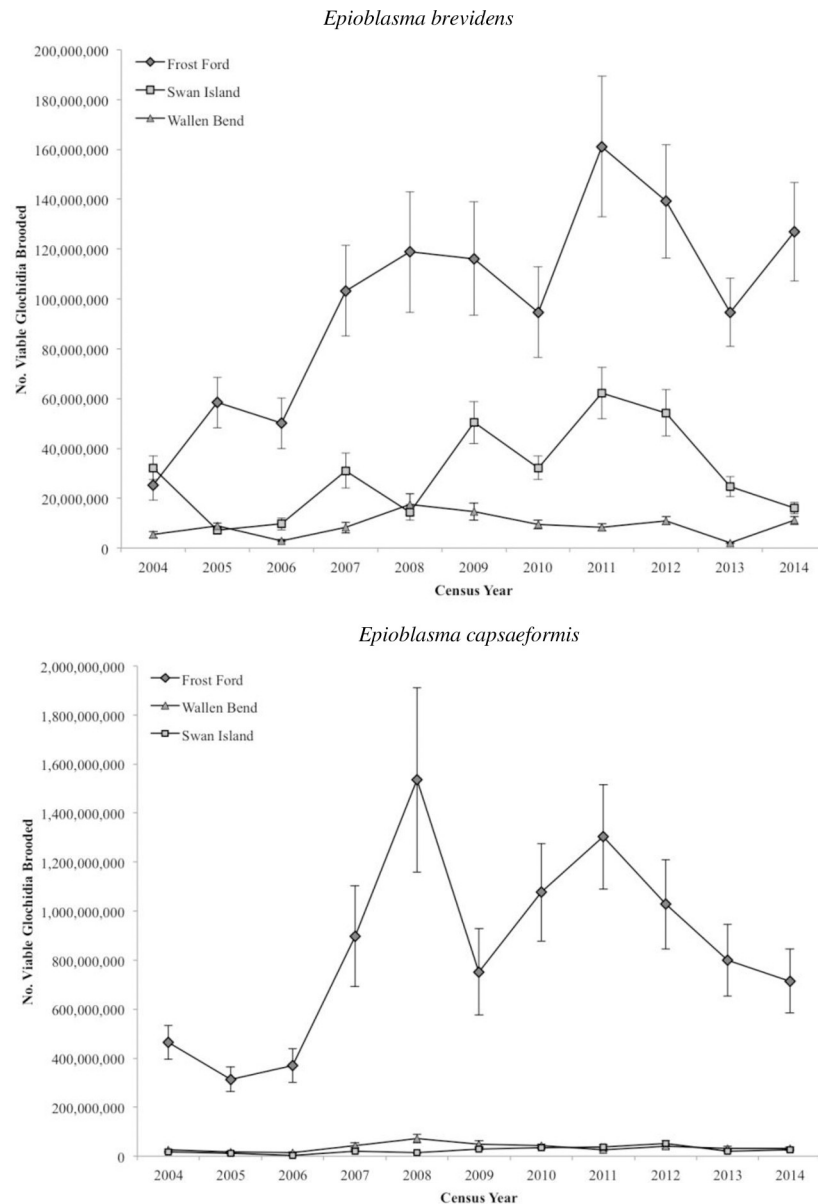 Epioblasma brevidens
200,000,000
180,000,000
160,000,000
140,000,000
120,000,000
100,000,000
80,000,000
60,000,000
40,000,000
20,000,000
0
No. Viable Glochidia Brooded
Frost Ford
Swan Island
Wallen Bend
2004 2005 2006 2007 2008 2009 2010 2011 2012 2013 2014
Census Year
Epioblasma capsaeformis
2,000,000,000
1,800,000,000
1,600,000,000
1,400,000,000
1,200,000,000
1,000,000,000
800,000,000
600,000,000
400,000,000
200,000,000
0
No. Viable Glochidia Brooded
Frost Ford
Wallen Bend
Swan Island
2004 2005 2006 2007 2008 2009 2010 2011 2012 2013 2014
Census Year